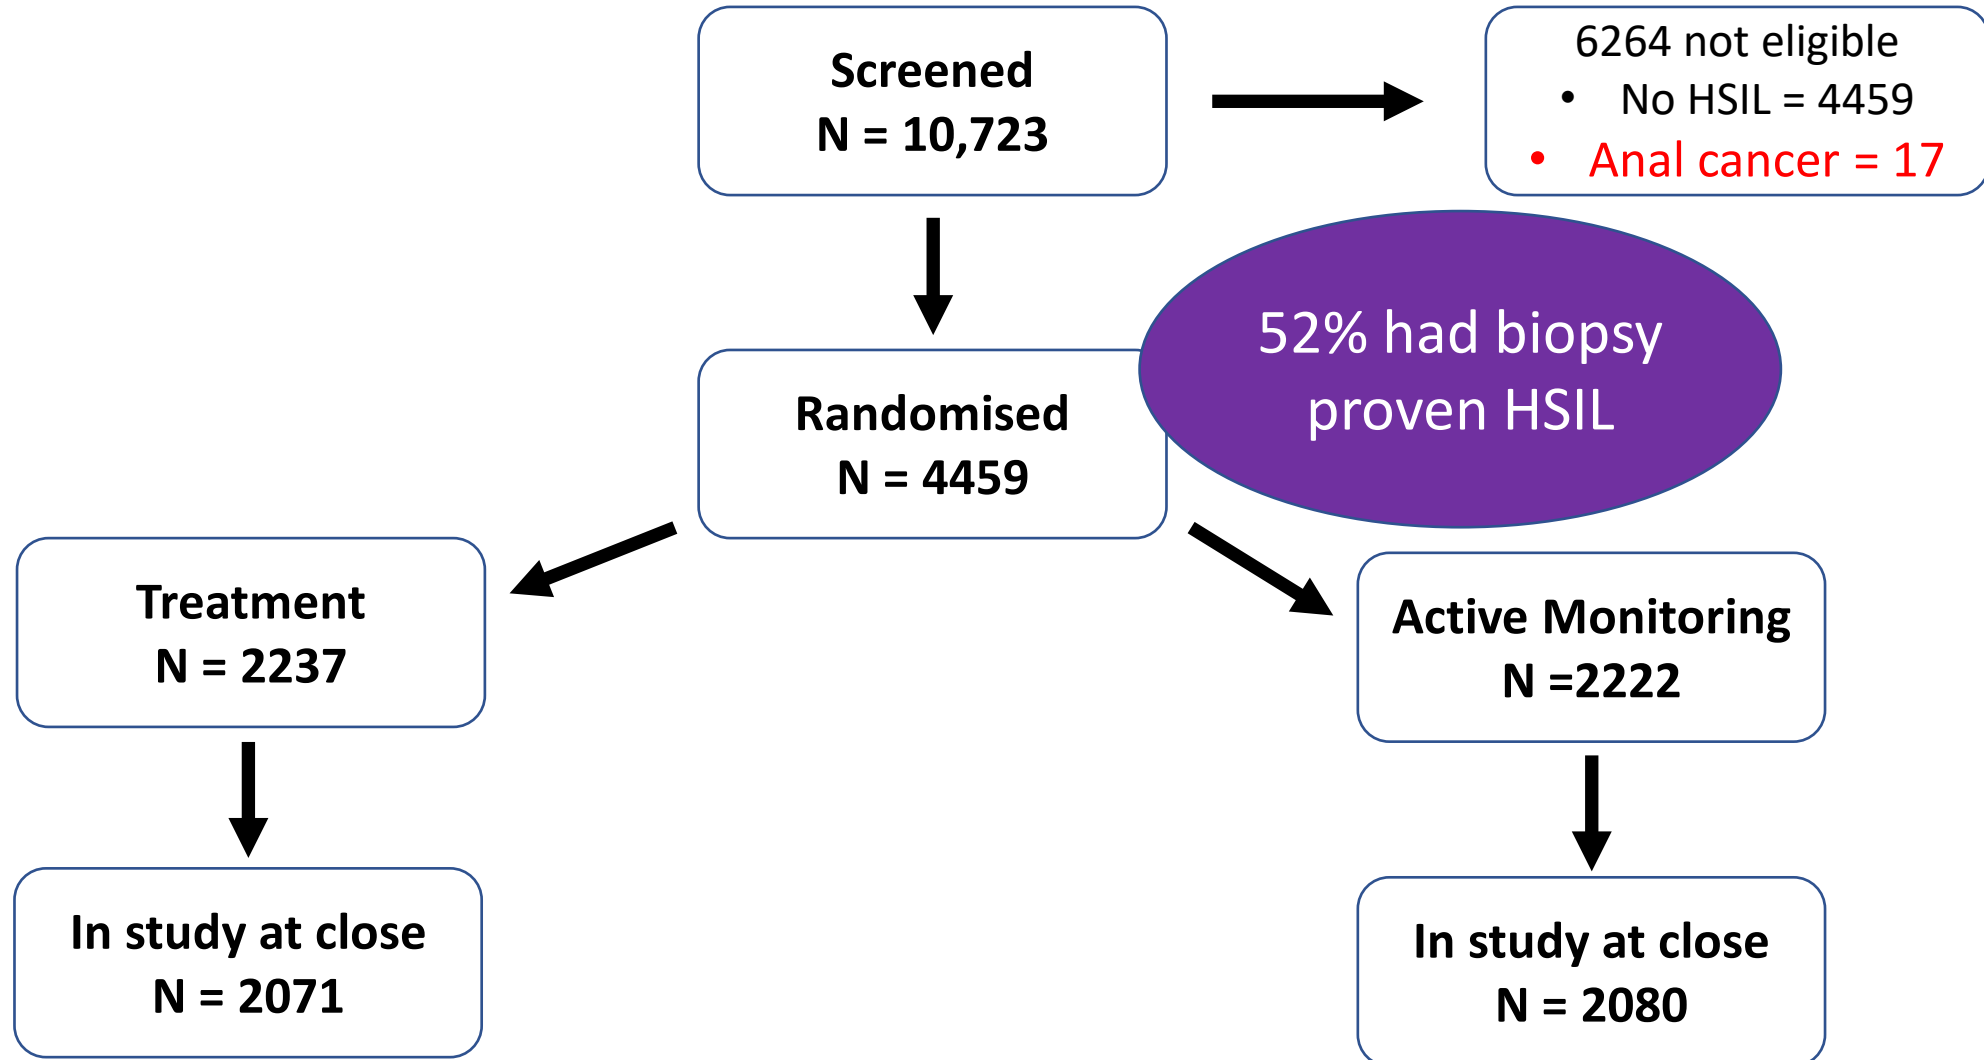 Screened
N = 10,723
6264 not eligible
• No HSIL = 4459
• Anal cancer = 17
52% had biopsy
proven HSIL
Randomised
N = 4459
Treatment
N = 2237
Active Monitoring
N =2222
In study at close
N = 2071
In study at close
N = 2080